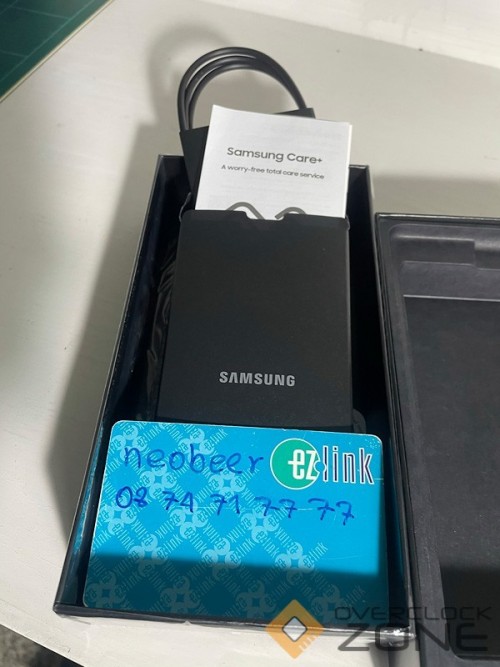 Samsung Care+
A worry-free total care service
SAMSUNG
neobeer
ez link
08 74 71 77 77
OVERCLOCK
ZONE